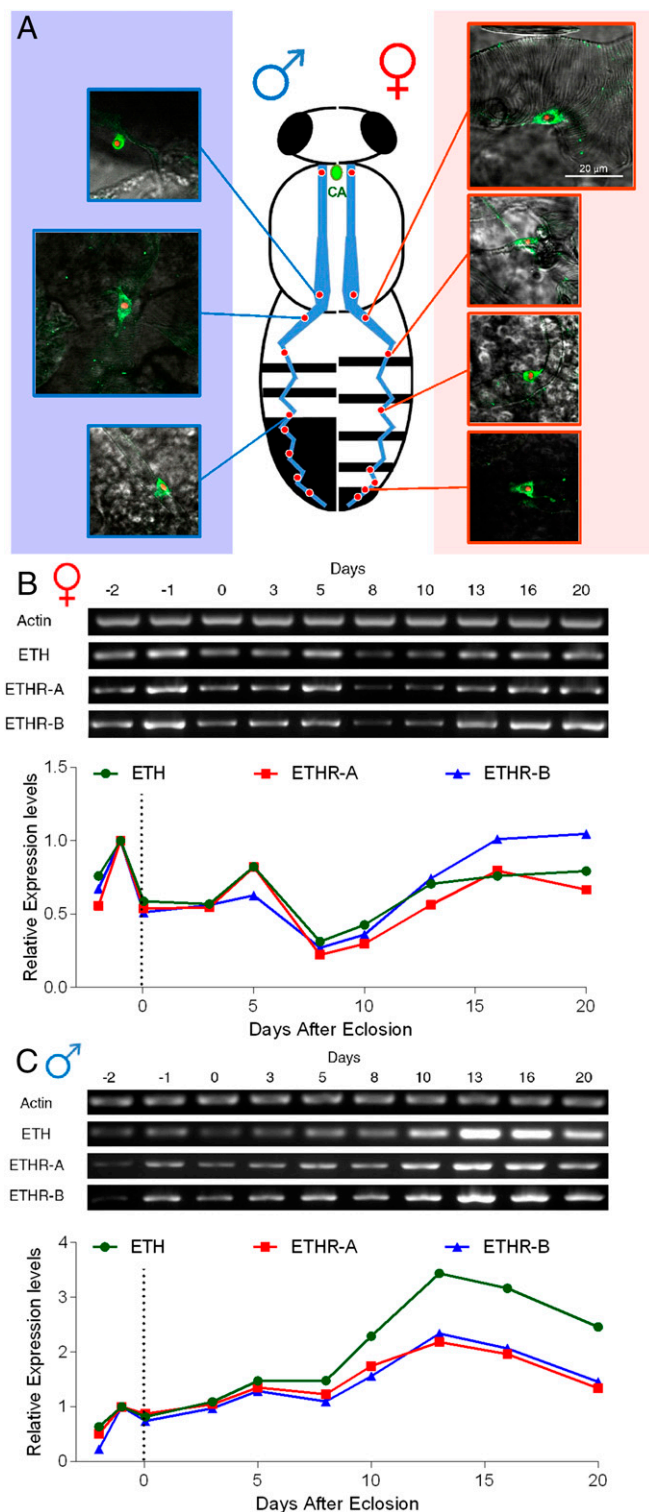 A
CA
20 µm
B
Days
-2 -1 0 3 5 8 10 13 16 20
Actin
ETH
ETHR-A
ETHR-B
ETH ETHR-A ETHR-B
1.5
1.0
0.5
0.0
Relative Expression levels
0 5 10 15 20
Days After Eclosion
C
Days
-2 -1 0 3 5 8 10 13 16 20
Actin
ETH
ETHR-A
ETHR-B
ETH ETHR-A ETHR-B
4
3
2
1
0
Relative Expression levels
0 5 10 15 20
Days After Eclosion